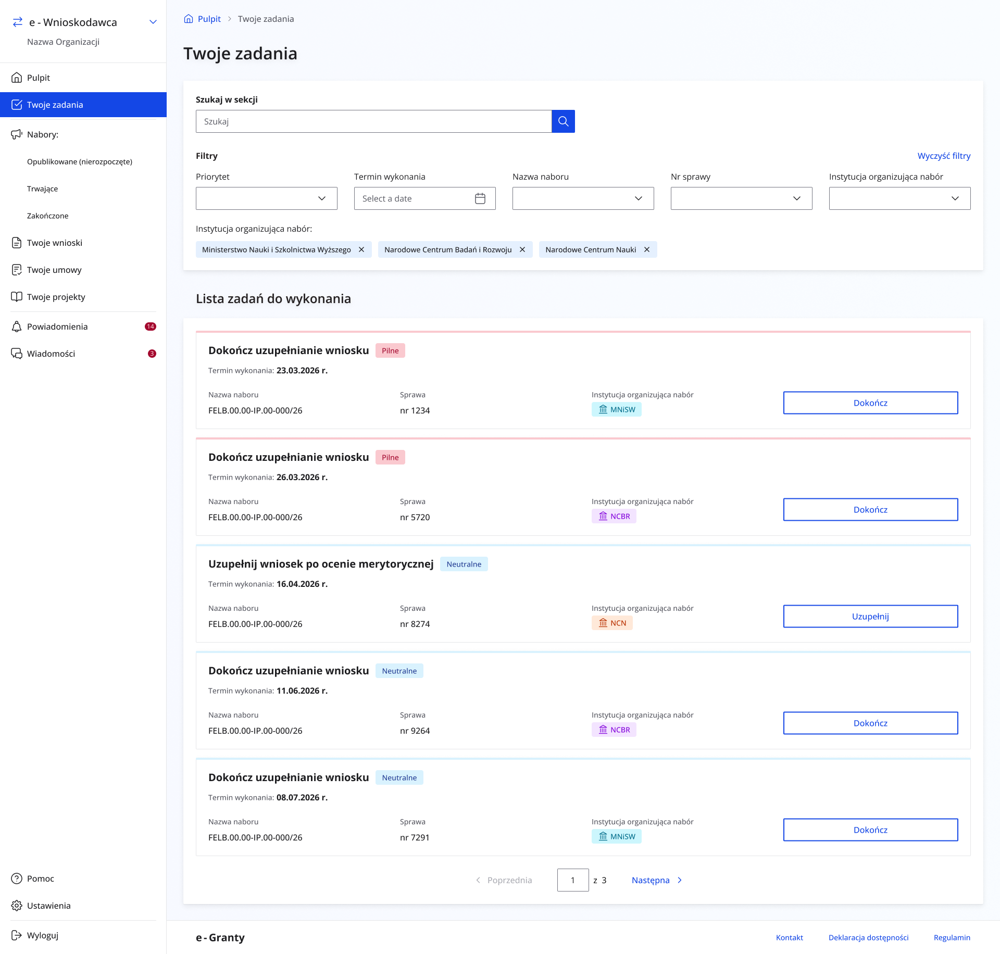 e - Wnioskodawca
Nazwa Organizacji
Pulpit
Twoje zadania
Nabory:
Opublikowane (nierozpoczęte)
Trwające
Zakończone
Twoje wnioski
Twoje umowy
Twoje projekty
Powiadomienia 14
Wiadomości 3
Pomoc
Ustawienia
Wyloguj
Pulpit Twoje zadania
Twoje zadania
Szukaj w sekcji
Szukaj
Filtry Wyczyść filtry
Priorytet Termin wykonania Nazwa naboru Nr sprawy Instytucja organizująca nabór
Select a date
Instytucja organizująca nabór:
Ministerstwo Nauki i Szkolnictwa Wyższego Narodowe Centrum Badań i Rozwoju Narodowe Centrum Nauki
Lista zadań do wykonania
Dokończ uzupełnianie wniosku Pilne
Termin wykonania: 23.03.2026 r.
Nazwa naboru Sprawa Instytucja organizująca nabór
FELB.00.00-IP.00-000/26 nr 1234 MNiSW Dokończ
Dokończ uzupełnianie wniosku Pilne
Termin wykonania: 26.03.2026 r.
Nazwa naboru Sprawa Instytucja organizująca nabór
FELB.00.00-IP.00-000/26 nr 5720 NCBR Dokończ
Uzupełnij wniosek po ocenie merytorycznej Neutralne
Termin wykonania: 16.04.2026 r.
Nazwa naboru Sprawa Instytucja organizująca nabór
FELB.00.00-IP.00-000/26 nr 8274 NCN Uzupełnij
Dokończ uzupełnianie wniosku Neutralne
Termin wykonania: 11.06.2026 r.
Nazwa naboru Sprawa Instytucja organizująca nabór
FELB.00.00-IP.00-000/26 nr 9264 NCBR Dokończ
Dokończ uzupełnianie wniosku Neutralne
Termin wykonania: 08.07.2026 r.
Nazwa naboru Sprawa Instytucja organizująca nabór
FELB.00.00-IP.00-000/26 nr 7291 MNiSW Dokończ
Poprzednia 1 z 3 Następna
e - Granty Kontakt Deklaracja dostępności Regulamin